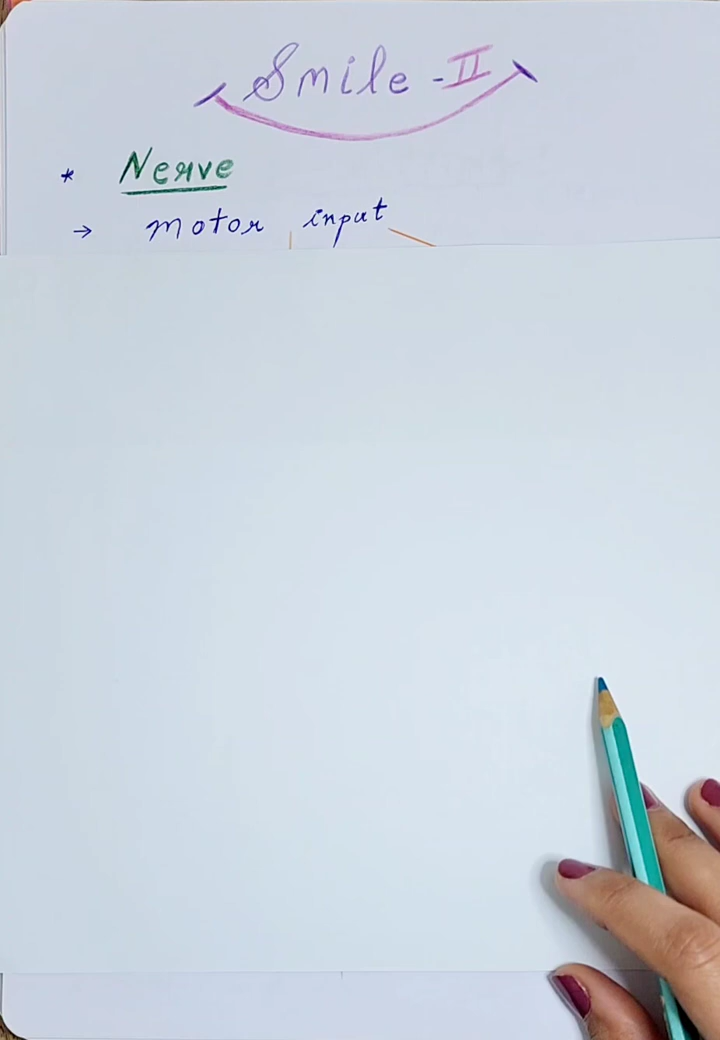 Smile - II
* Nerve
→ motor input